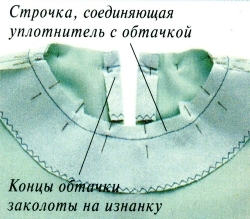 Строчка, соединяющая
уплотнитель с обтачкой
Концы обтачки
заколоты на изнанку